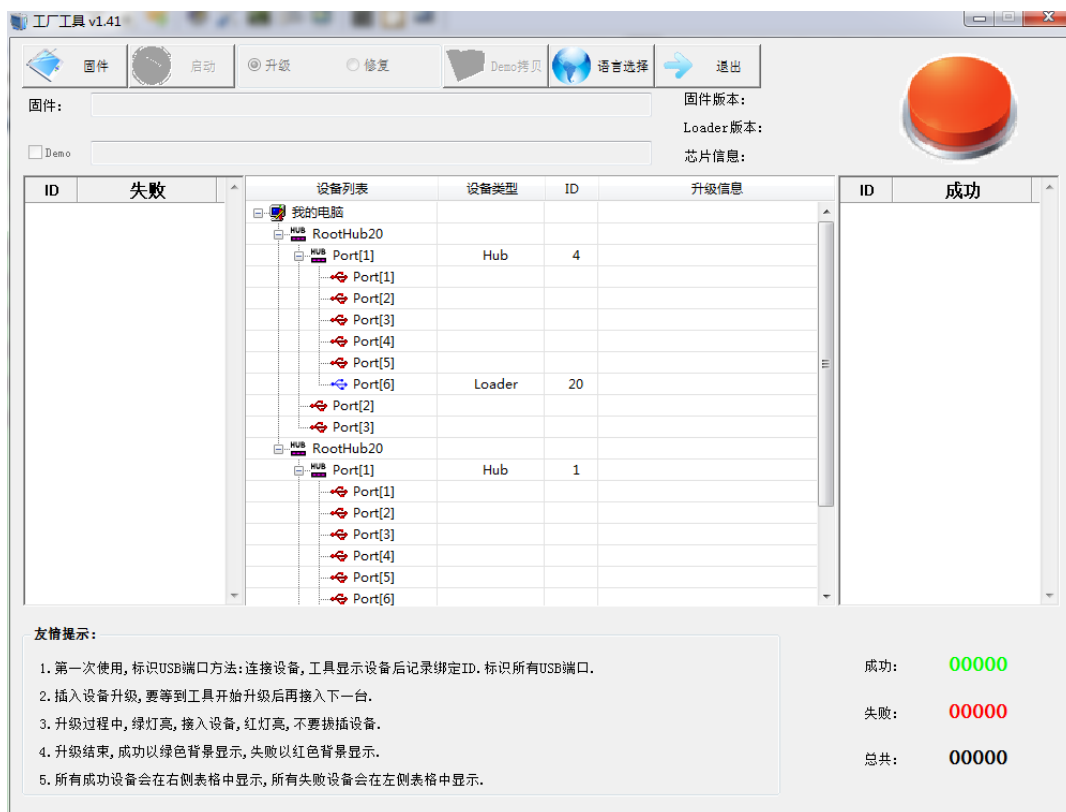 工厂工具 v1.41
固件 启动 升级 修复 Demo拷贝 语言选择 退出
固件: 固件版本:
Loader版本:
Demo 芯片信息:
ID 失败 设备列表 设备类型 ID 升级信息 ID 成功
我的电脑
HUB RootHub20
HUB Port[1] Hub 4
Port[1]
Port[2]
Port[3]
Port[4]
Port[5]
Port[6] Loader 20
Port[2]
Port[3]
HUB RootHub20
HUB Port[1] Hub 1
Port[1]
Port[2]
Port[3]
Port[4]
Port[5]
Port[6]
友情提示:
1.第一次使用,标识USB端口方法:连接设备,工具显示设备后记录绑定ID.标识所有USB端口.
2.插入设备升级,要等到工具开始升级后再接入下一台.
3.升级过程中,绿灯亮,接入设备,红灯亮,不要拔插设备.
4.升级结束,成功以绿色背景显示,失败以红色背景显示.
5.所有成功设备会在右侧表格中显示,所有失败设备会在左侧表格中显示.
成功: 00000
失败: 00000
总共: 00000